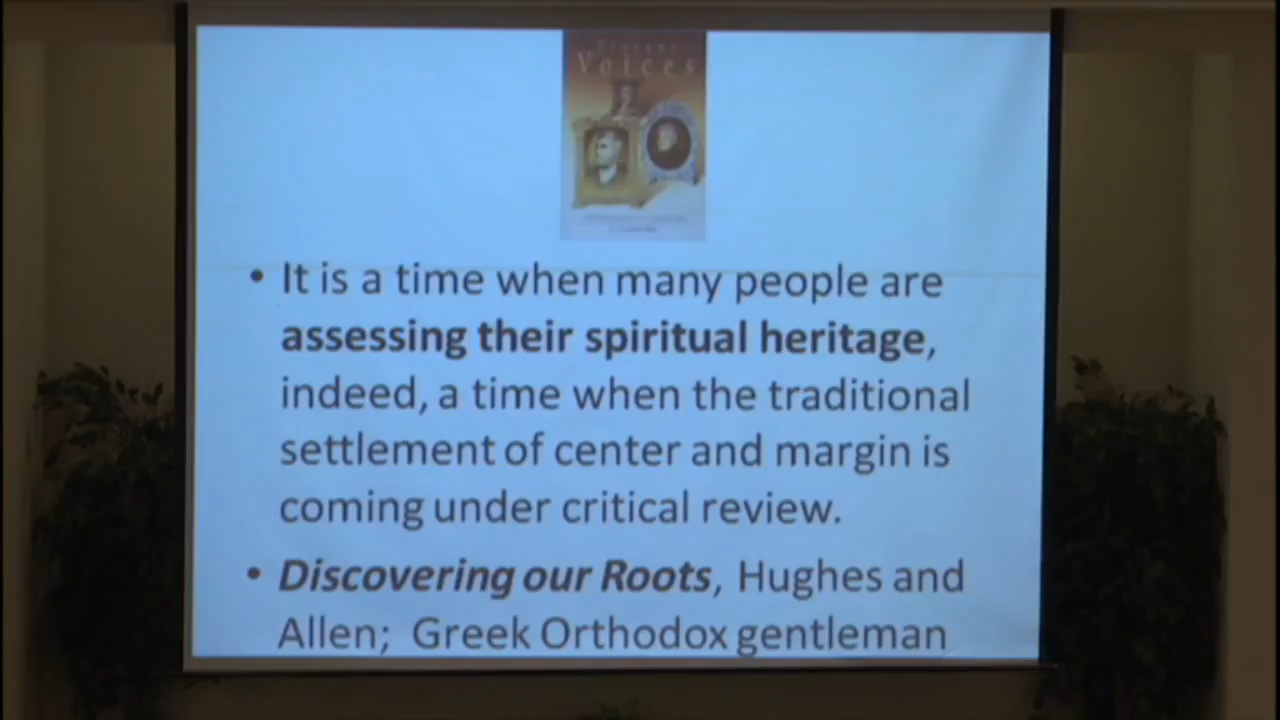 Distant
Voices
• It is a time when many people are
assessing their spiritual heritage,
indeed, a time when the traditional
settlement of center and margin is
coming under critical review.
• Discovering our Roots, Hughes and
Allen; Greek Orthodox gentleman